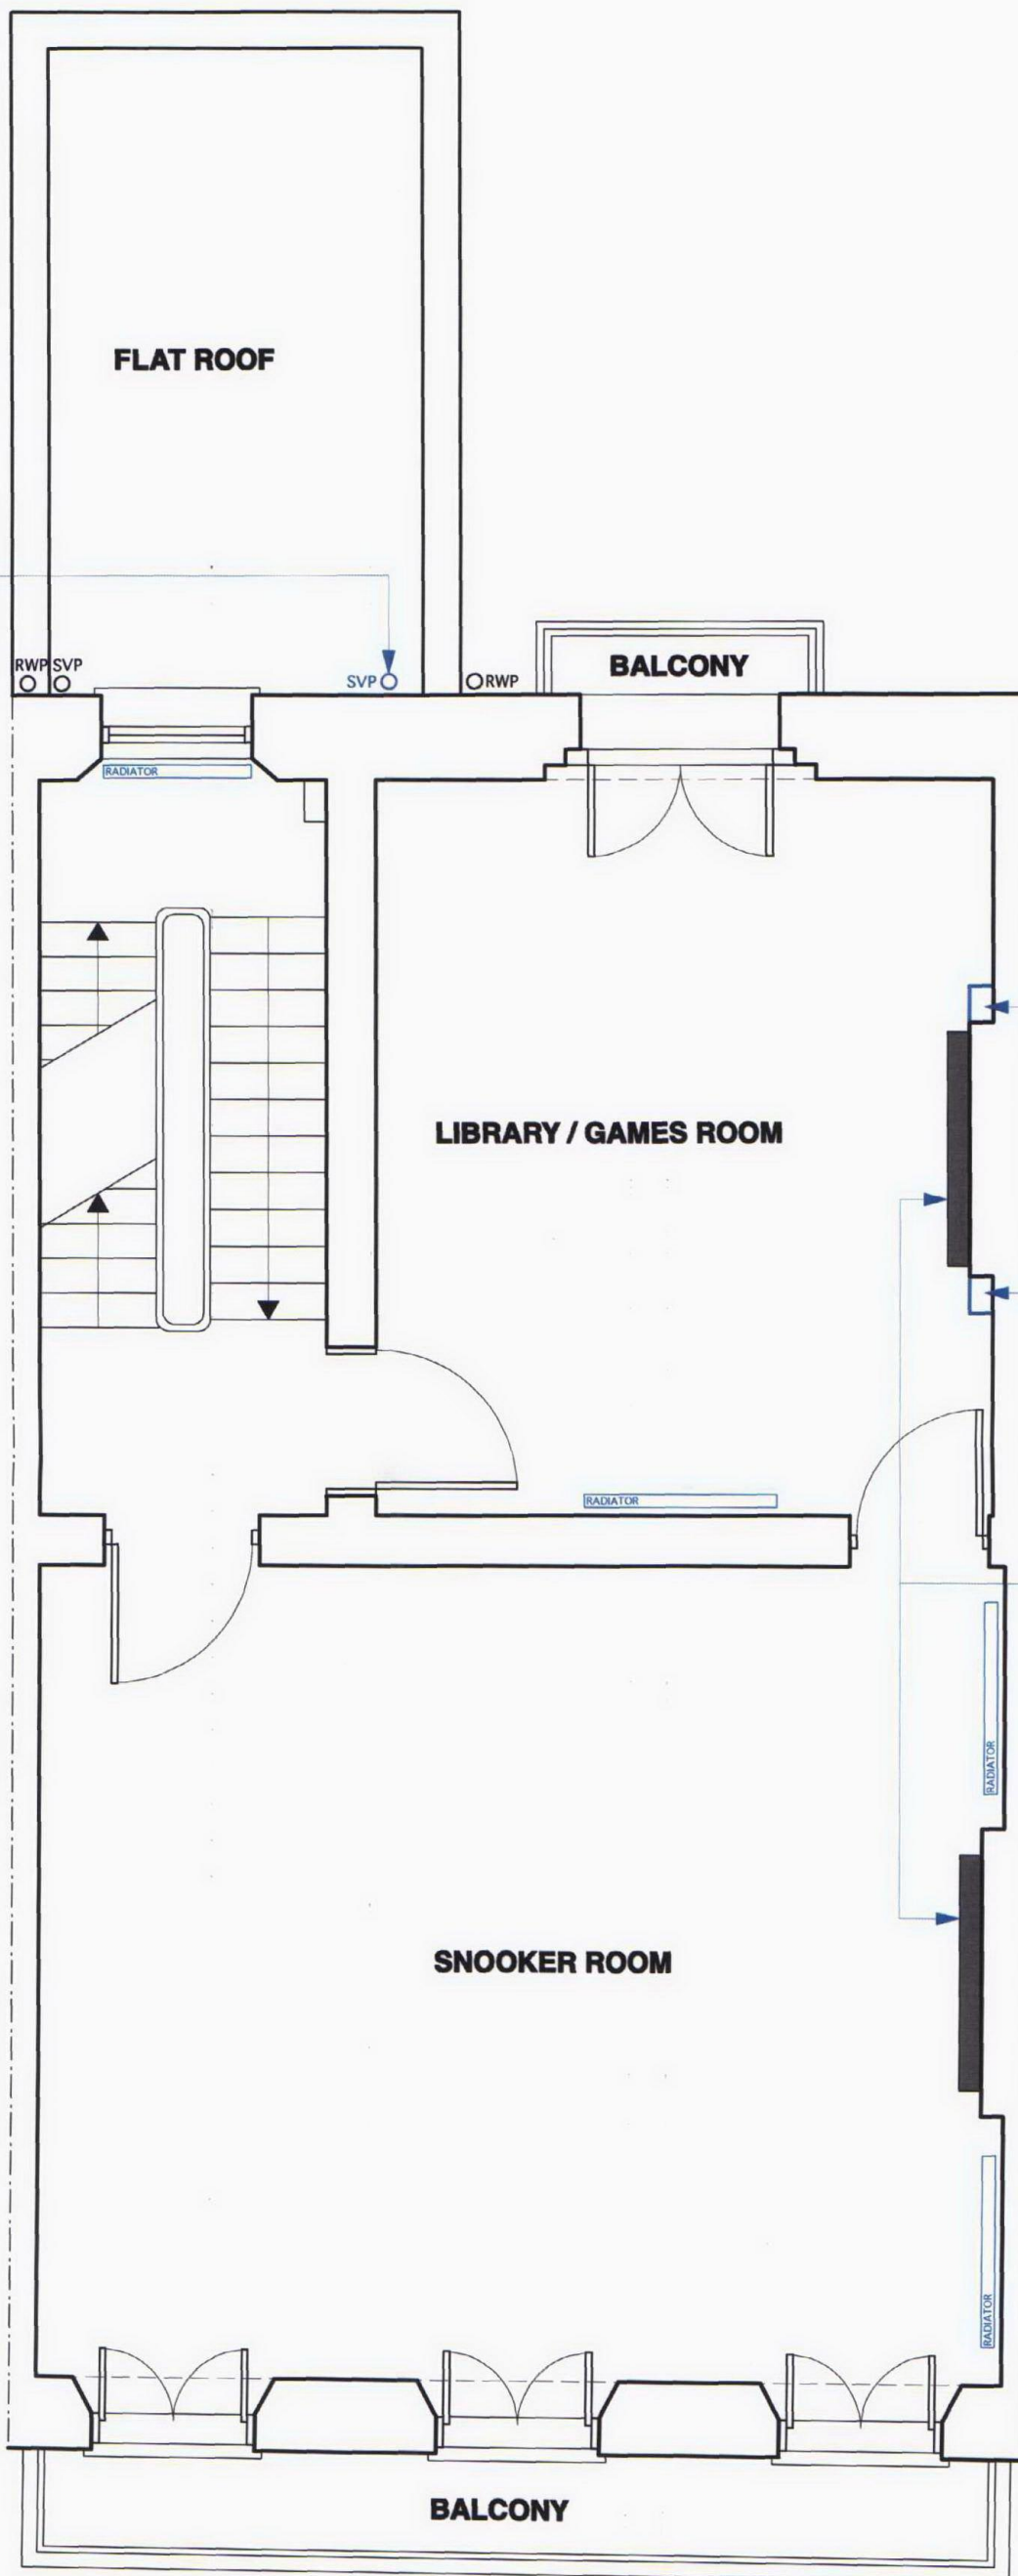 FLAT ROOF
RWP SVP
SVP
RWP
BALCONY
RADIATOR
LIBRARY / GAMES ROOM
RADIATOR
RADIATOR
SNOOKER ROOM
RADIATOR
BALCONY